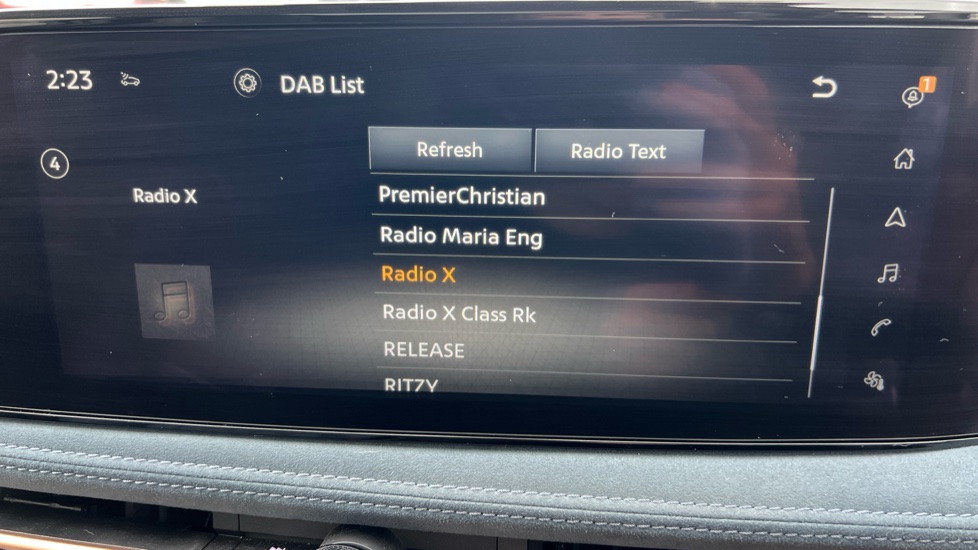 2:23
DAB List
1
4
Refresh
Radio Text
Radio X
PremierChristian
Radio Maria Eng
Radio X
Radio X Class Rk
RELEASE
RITZY